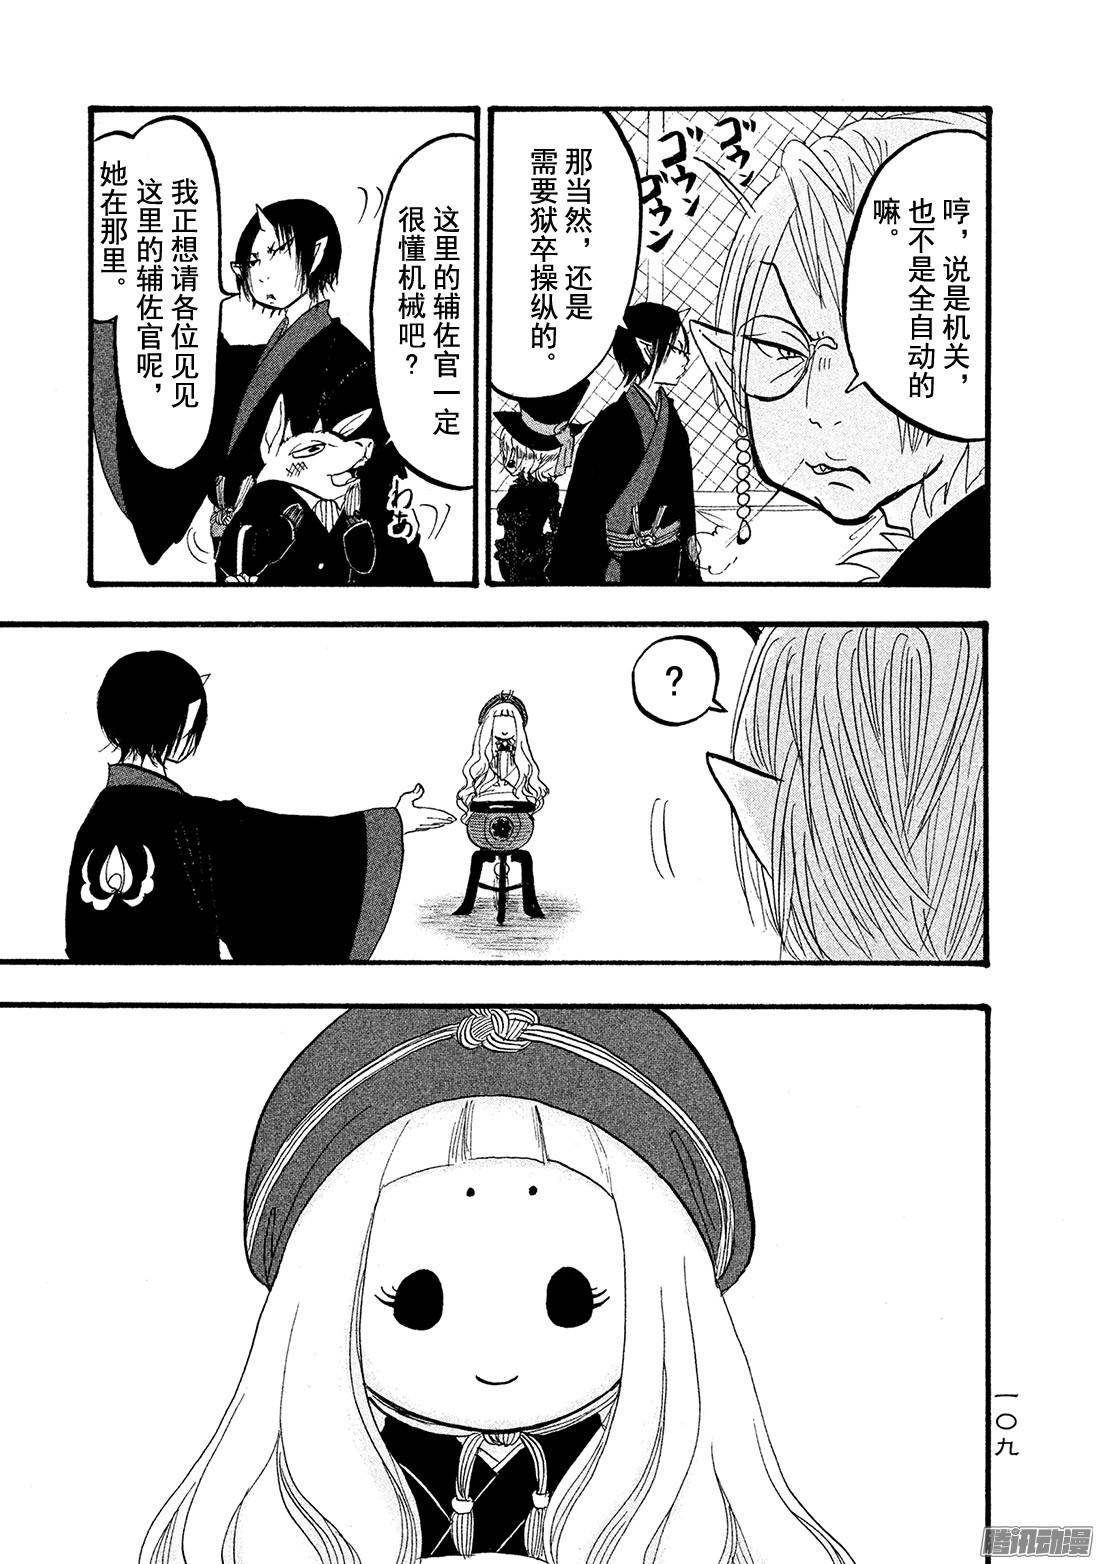 哼，说是机关，
也不是全自动的
嘛。
ゴウン
ゴウン
ゴウン
那当然，还是
需要狱卒操纵的。
这里的辅佐官一定
很懂机械吧？
わあ
我正想请各位见见
这里的辅佐官呢，
她在那里。
？
一〇九
腾讯动漫